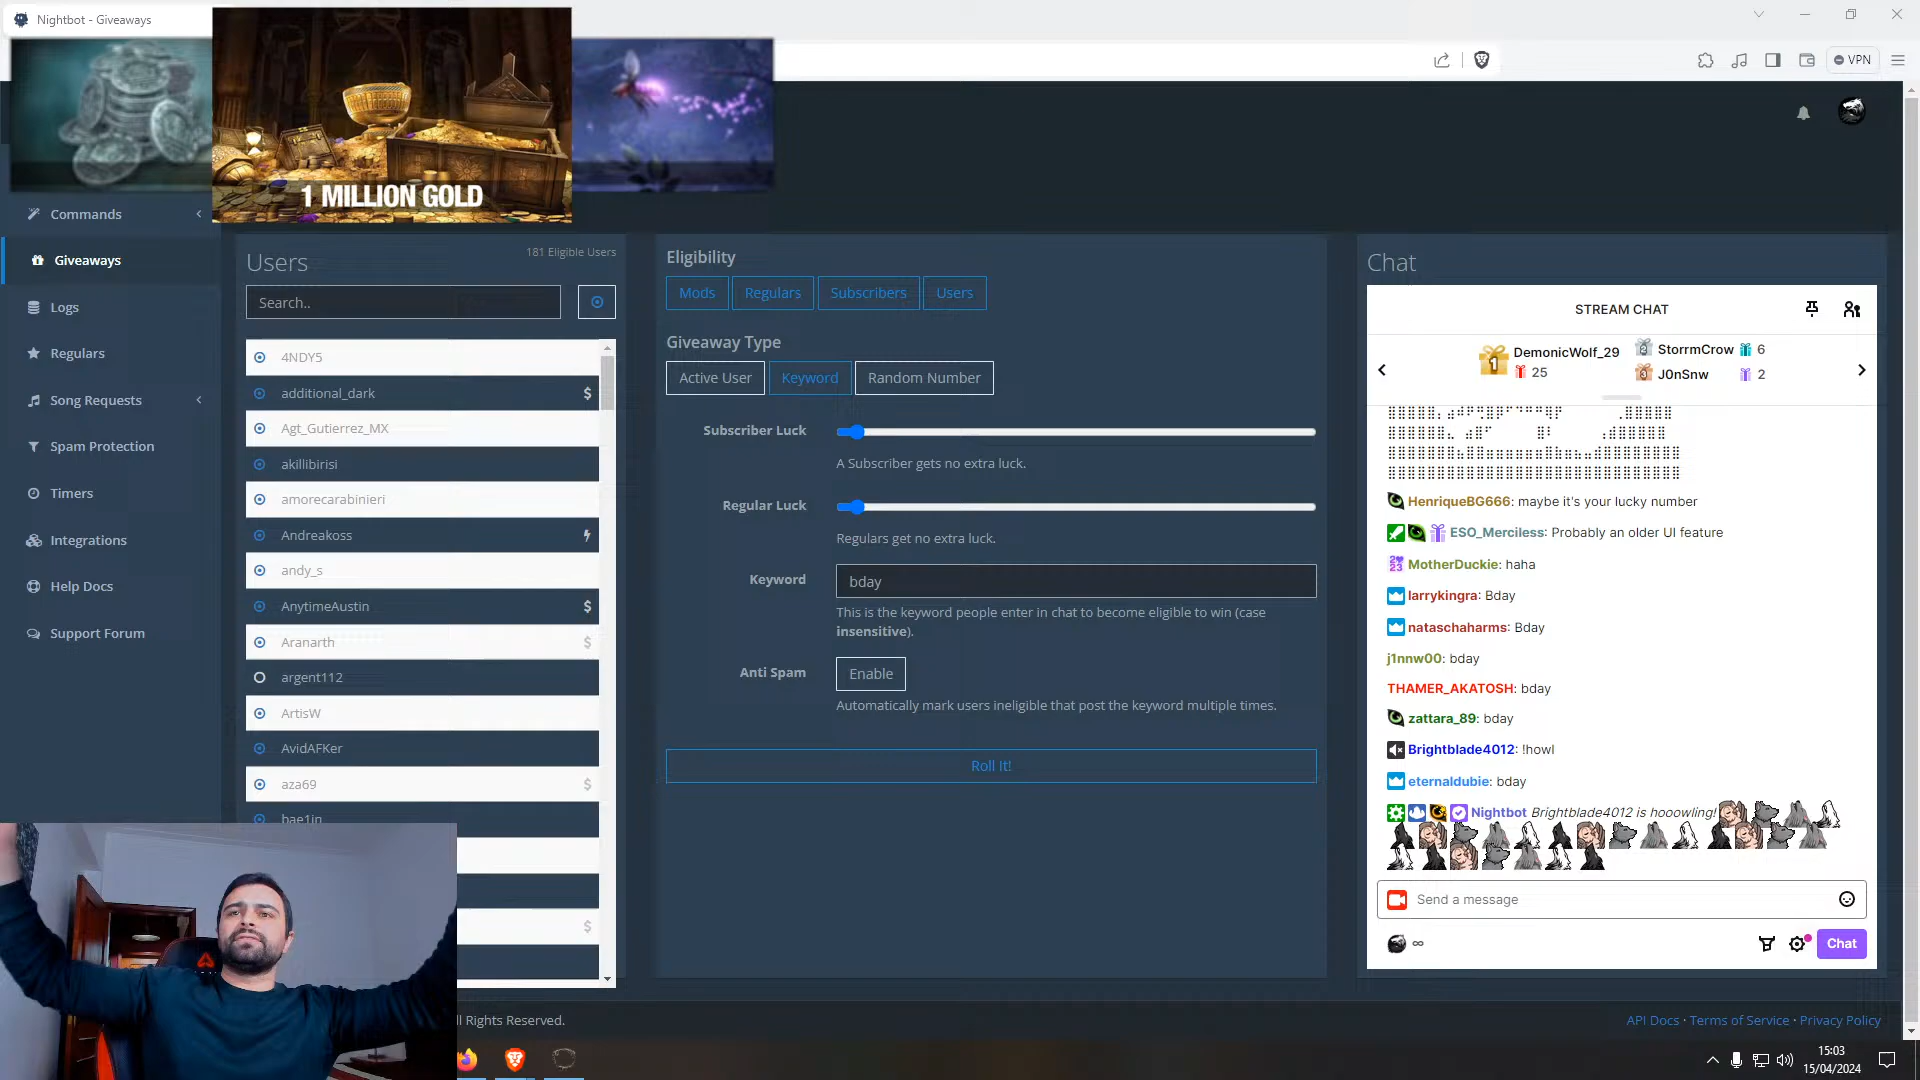 Nightbot - Giveaways
VPN
1 MILLION GOLD
Commands
Giveaways
Logs
Regulars
Song Requests
Spam Protection
Timers
Integrations
Help Docs
Support Forum
Users
181 Eligible Users
Search..
4NDY5
additional_dark $
Agt_Gutierrez_MX
akillibirisi
amorecarabinieri
Andreakoss
andy_s
AnytimeAustin $
Aranarth $
argent112
ArtisW
AvidAFKer
aza69 $
bae1in
$
Eligibility
Mods Regulars Subscribers Users
Giveaway Type
Active User Keyword Random Number
Subscriber Luck
A Subscriber gets no extra luck.
Regular Luck
Regulars get no extra luck.
Keyword bday
This is the keyword people enter in chat to become eligible to win (case
insensitive).
Anti Spam Enable
Automatically mark users ineligible that post the keyword multiple times.
Roll It!
Chat
STREAM CHAT
1 DemonicWolf_29 25
2 StorrmCrow 6
3 J0nSnw 2
HenriqueBG666: maybe it's your lucky number
ESO_Merciless: Probably an older UI feature
MotherDuckie: haha
larrykingra: Bday
nataschaharms: Bday
j1nnw00: bday
THAMER_AKATOSH: bday
zattara_89: bday
Brightblade4012: !howl
eternaldubie: bday
Nightbot Brightblade4012 is hooowling!
Send a message
∞
Chat
ll Rights Reserved.
API Docs · Terms of Service · Privacy Policy
15:03
15/04/2024